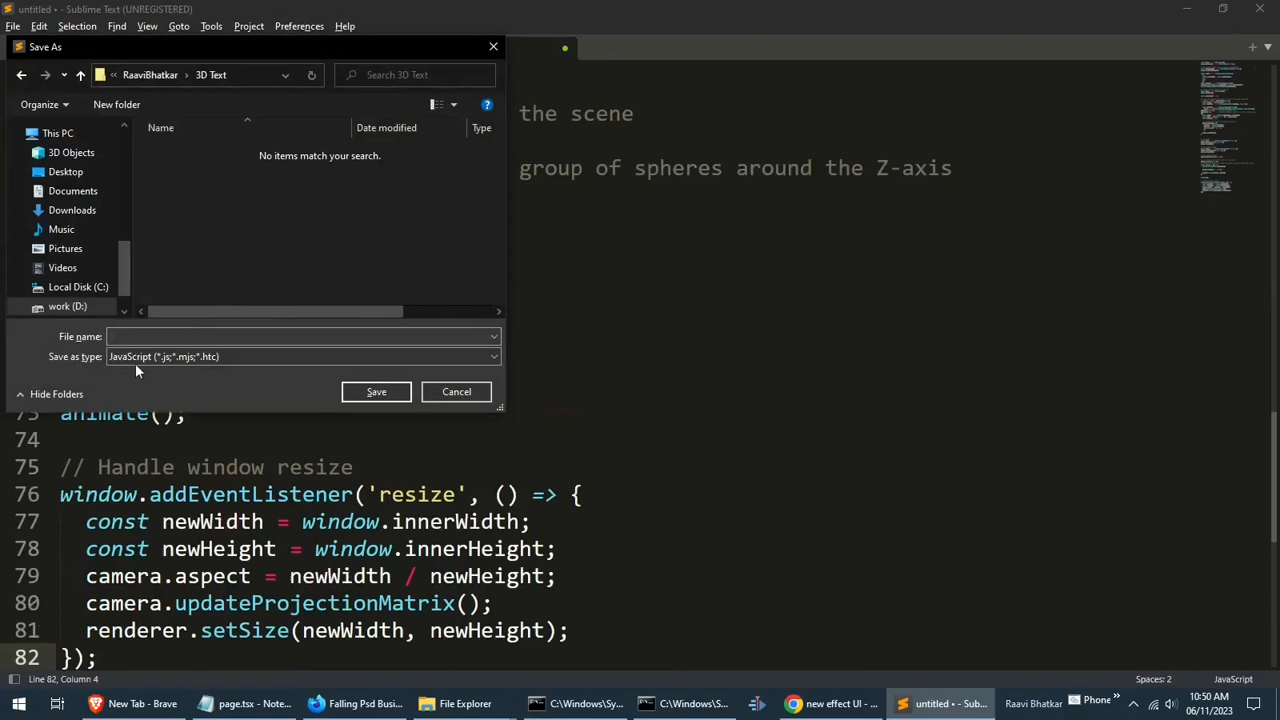 untitled • - Sublime Text (UNREGISTERED)
File Edit Selection Find View Goto Tools Project Preferences Help
Save As
RaaviBhatkar 3D Text
Search 3D Text
Organize New folder
This PC
3D Objects
Desktop
Documents
Downloads
Music
Pictures
Videos
Local Disk (C:)
work (D:)
Name Date modified Type
No items match your search.
File name:
Save as type: JavaScript (*.js;*.mjs;*.htc)
Hide Folders Save Cancel
the scene
group of spheres around the Z-axis
73 animate();
74
75 // Handle window resize
76 window.addEventListener('resize', () => {
77 const newWidth = window.innerWidth;
78 const newHeight = window.innerHeight;
79 camera.aspect = newWidth / newHeight;
80 camera.updateProjectionMatrix();
81 renderer.setSize(newWidth, newHeight);
82 });
Line 82, Column 4 Spaces: 2 JavaScript
New Tab - Brave page.tsx - Note... Falling Psd Busi... File Explorer C:\Windows\Sy... C:\Windows\S... new effect UI - ... untitled • - Sub... Raavi Bhatkar Phone 10:50 AM
06/11/2023